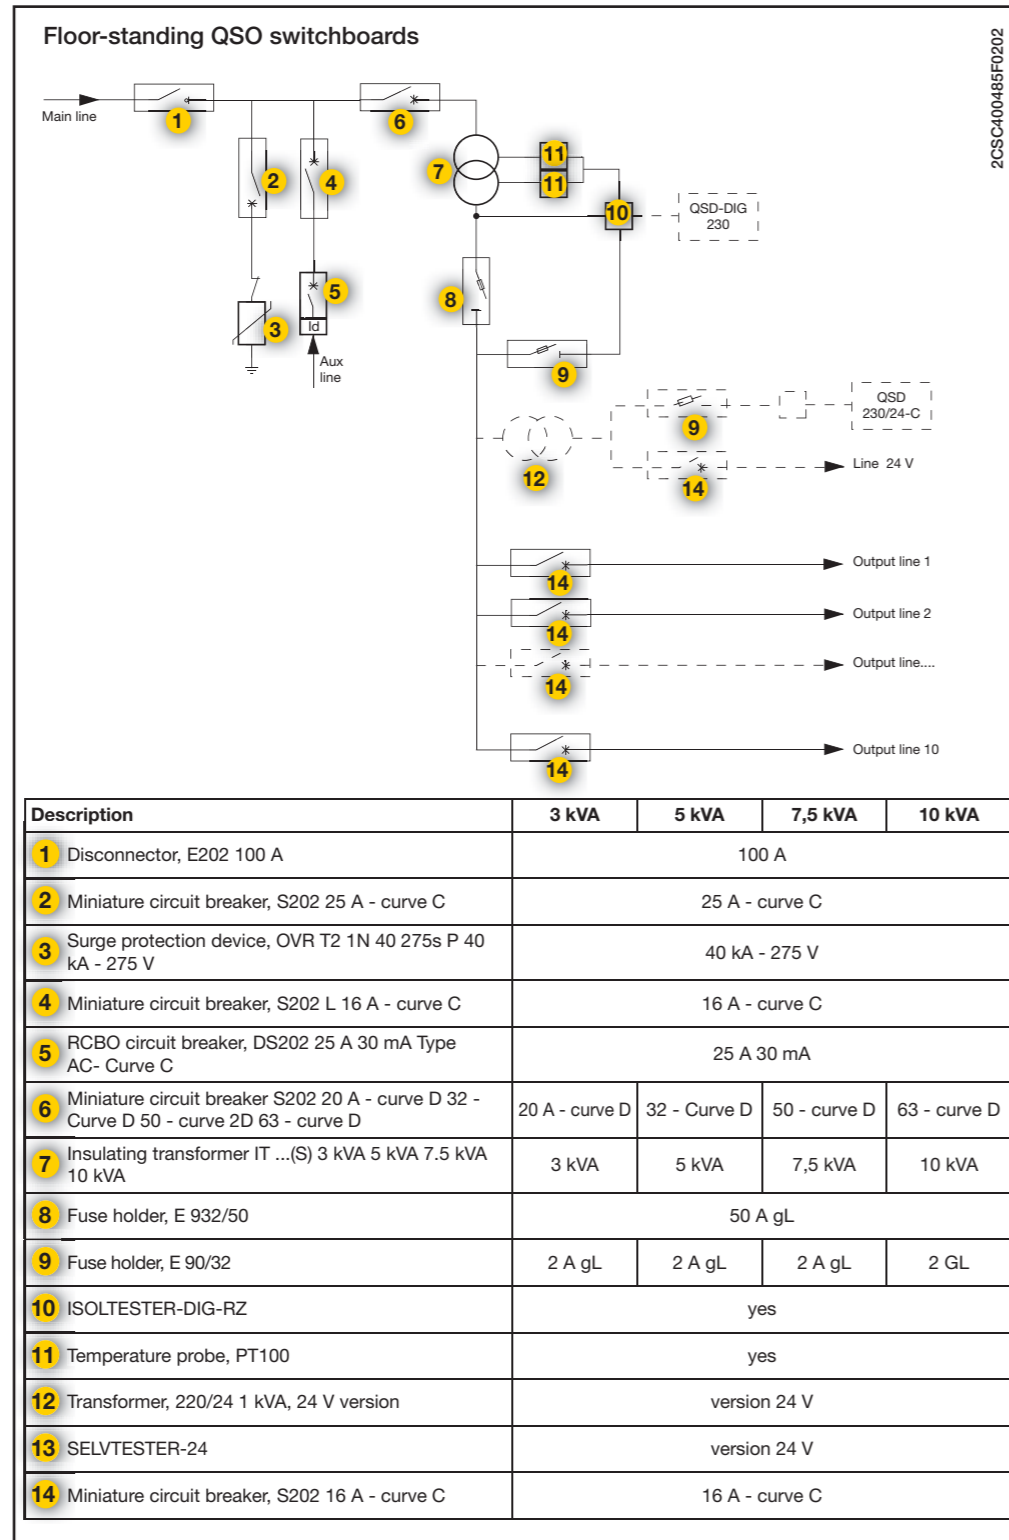 Floor-standing QSO switchboards
2CSC400485F0202
Main line
1
6
2
4
7
11
11
10
QSD-DIG
230
5
8
3
Id
Aux
line
9
QSD
230/24-C
9
12
Line 24 V
14
Output line 1
14
Output line 2
14
Output line....
14
Output line 10
14
Description 3 kVA 5 kVA 7,5 kVA 10 kVA
1 Disconnector, E202 100 A 100 A
2 Miniature circuit breaker, S202 25 A - curve C 25 A - curve C
3 Surge protection device, OVR T2 1N 40 275s P 40
kA - 275 V 40 kA - 275 V
4 Miniature circuit breaker, S202 L 16 A - curve C 16 A - curve C
5 RCBO circuit breaker, DS202 25 A 30 mA Type
AC- Curve C 25 A 30 mA
6 Miniature circuit breaker S202 20 A - curve D 32 -
Curve D 50 - curve 2D 63 - curve D 20 A - curve D 32 - Curve D 50 - curve D 63 - curve D
7 Insulating transformer IT ...(S) 3 kVA 5 kVA 7.5 kVA
10 kVA 3 kVA 5 kVA 7,5 kVA 10 kVA
8 Fuse holder, E 932/50 50 A gL
9 Fuse holder, E 90/32 2 A gL 2 A gL 2 A gL 2 GL
10 ISOLTESTER-DIG-RZ yes
11 Temperature probe, PT100 yes
12 Transformer, 220/24 1 kVA, 24 V version version 24 V
13 SELVTESTER-24 version 24 V
14 Miniature circuit breaker, S202 16 A - curve C 16 A - curve C